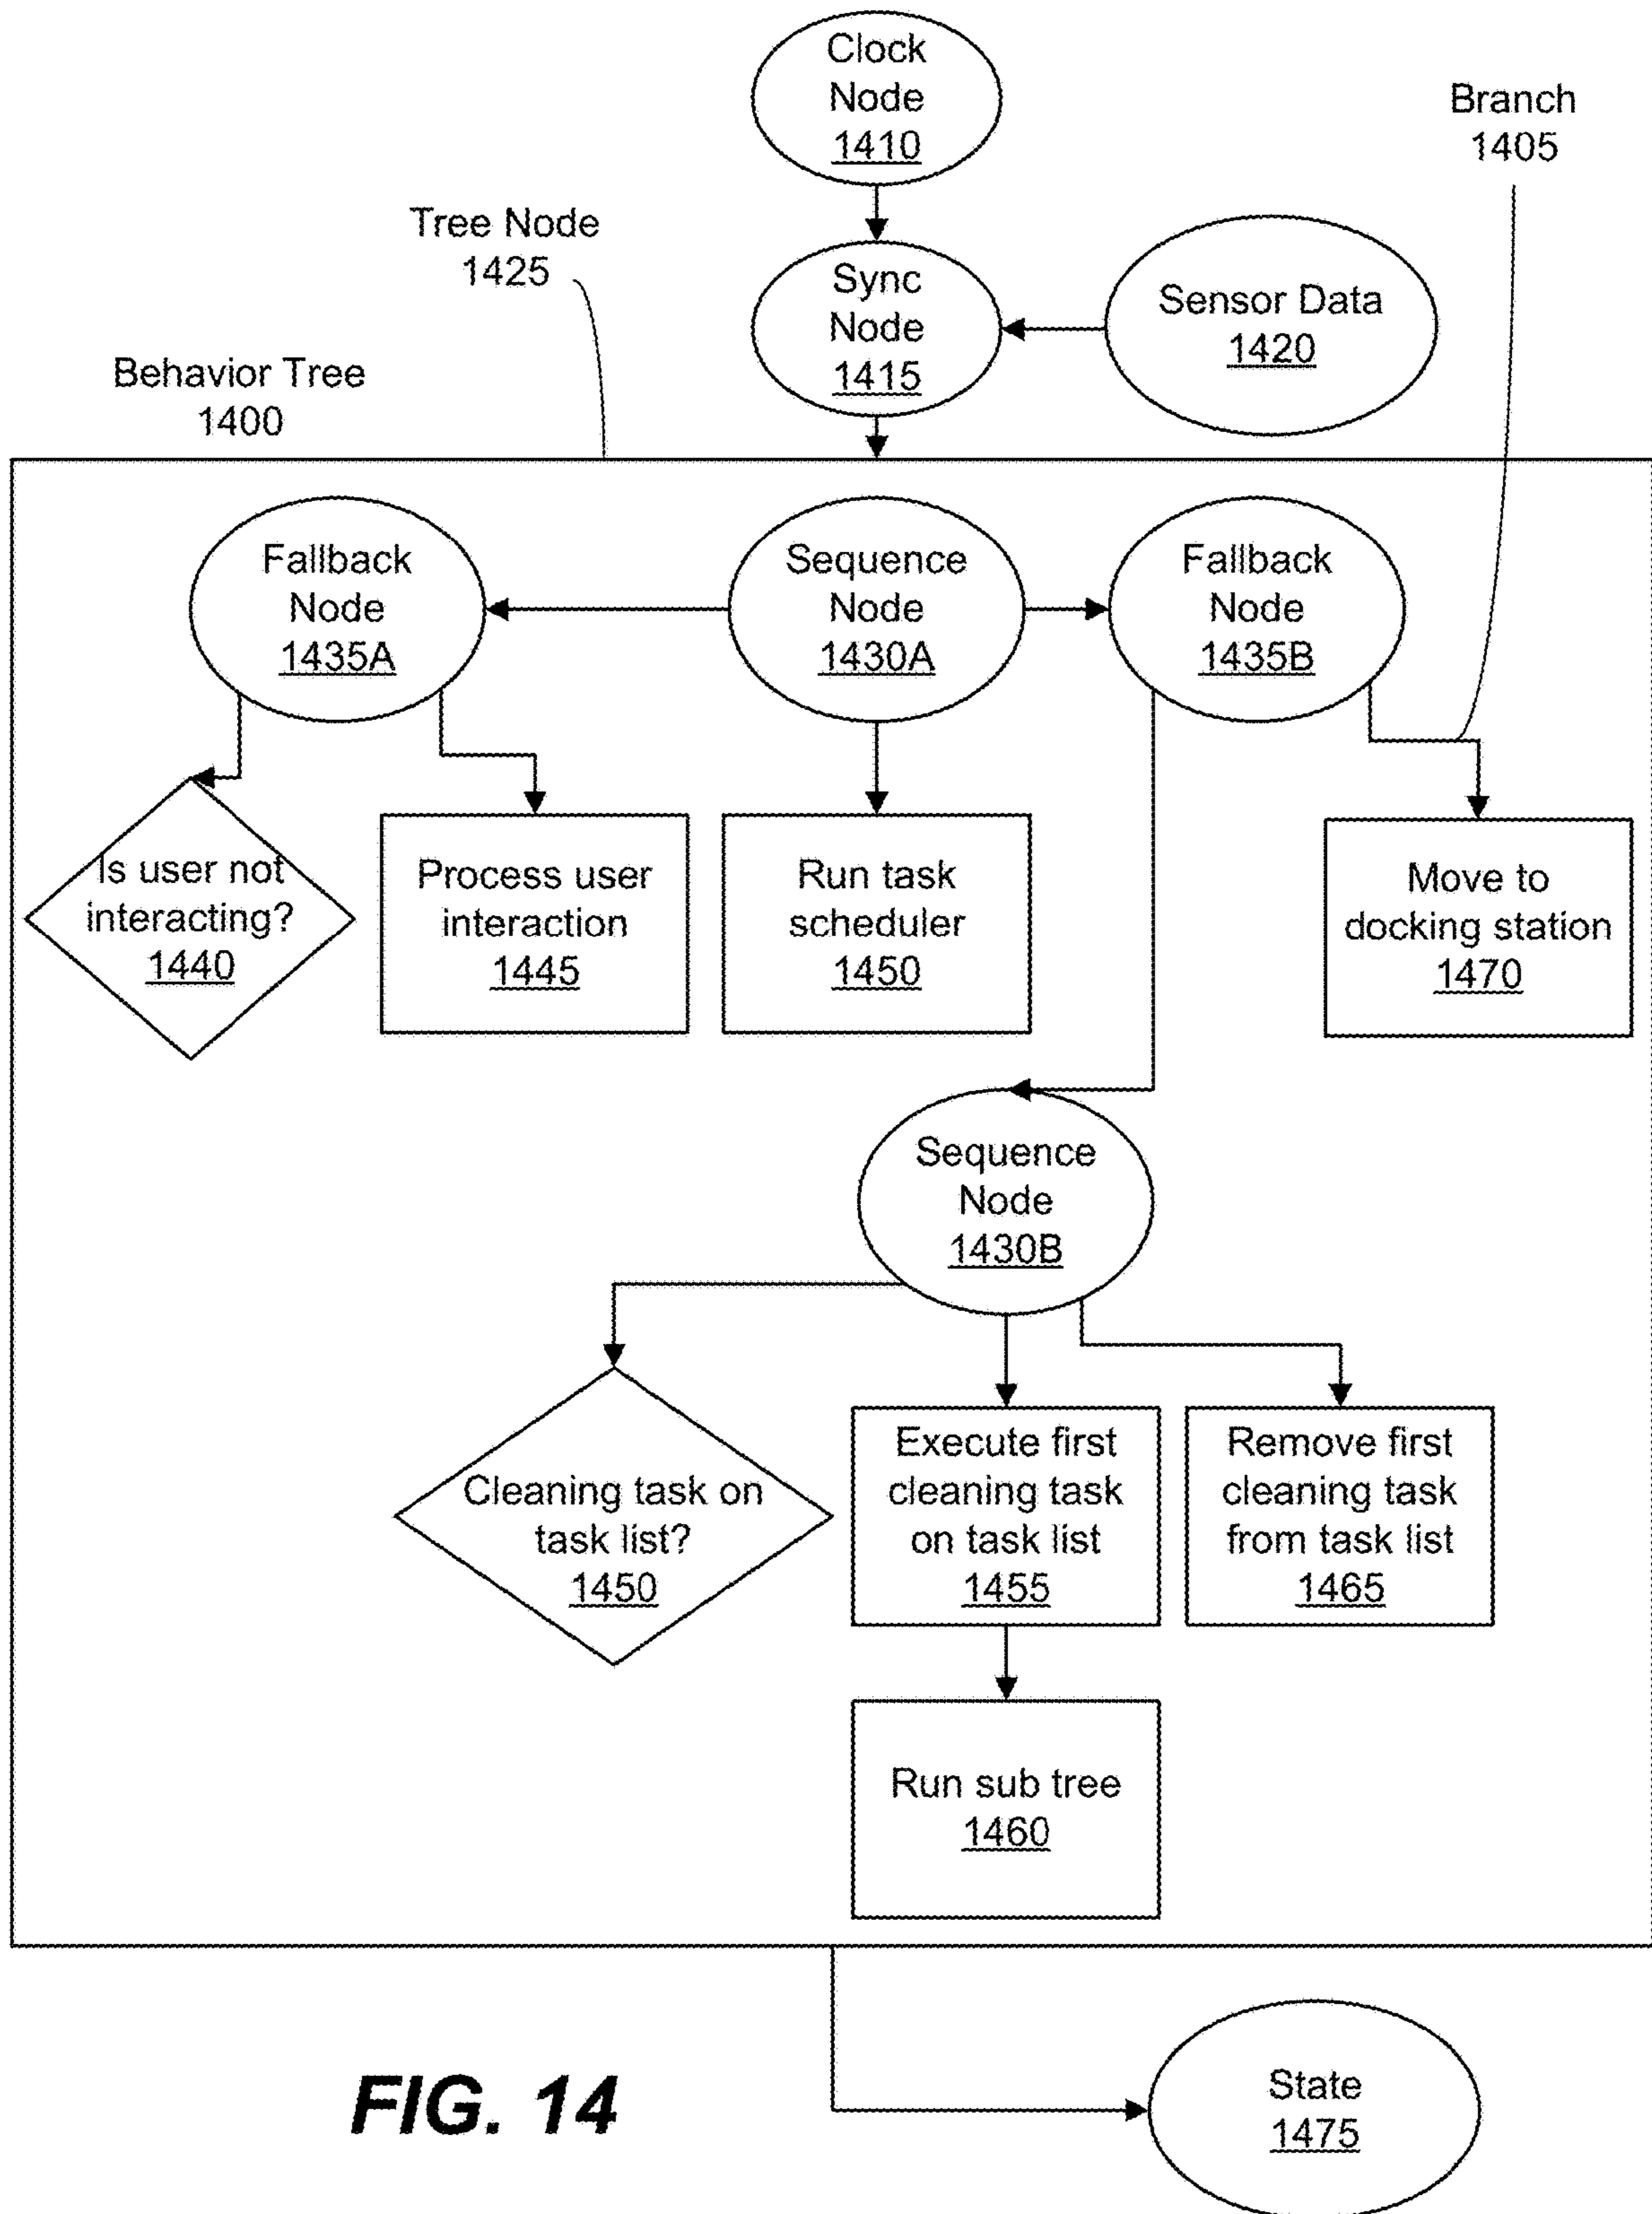 Clock
Node
1410
Branch
1405
Tree Node
1425
Sync
Node
1415
Sensor Data
1420
Behavior Tree
1400
Fallback
Node
1435A
Sequence
Node
1430A
Fallback
Node
1435B
Is user not
interacting?
1440
Process user
interaction
1445
Run task
scheduler
1450
Move to
docking station
1470
Sequence
Node
1430B
Cleaning task on
task list?
1450
Execute first
cleaning task
on task list
1455
Remove first
cleaning task
from task list
1465
Run sub tree
1460
FIG. 14
State
1475